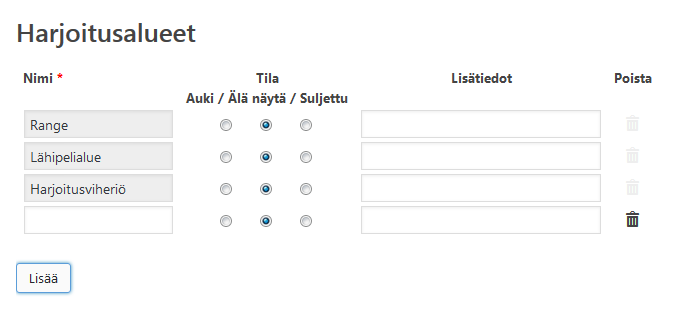 Harjoitusalueet
Nimi * Tila Lisätiedot Poista
Auki / Älä näytä / Suljettu
Range
Lähipelialue
Harjoitusviheriö
Lisää